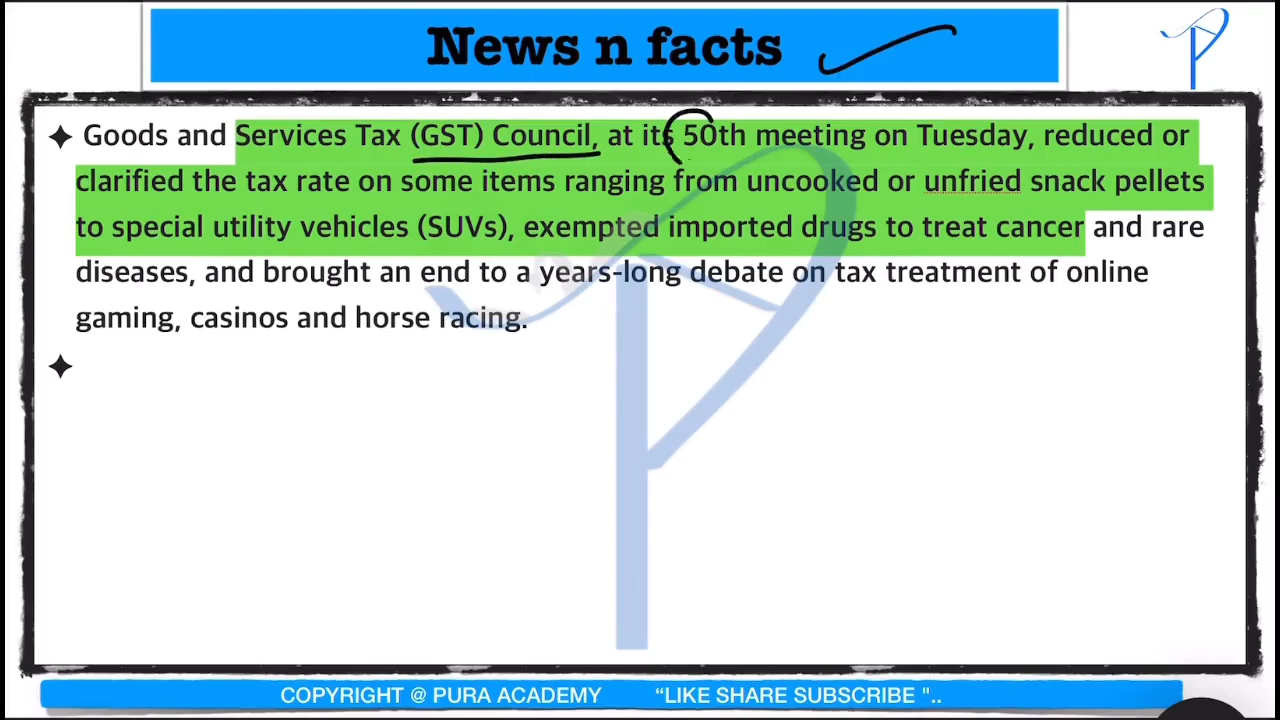 News n facts
Goods and Services Tax (GST) Council, at its 50th meeting on Tuesday, reduced or
clarified the tax rate on some items ranging from uncooked or unfried snack pellets
to special utility vehicles (SUVs), exempted imported drugs to treat cancer and rare
diseases, and brought an end to a years-long debate on tax treatment of online
gaming, casinos and horse racing.
COPYRIGHT @ PURA ACADEMY "LIKE SHARE SUBSCRIBE "..